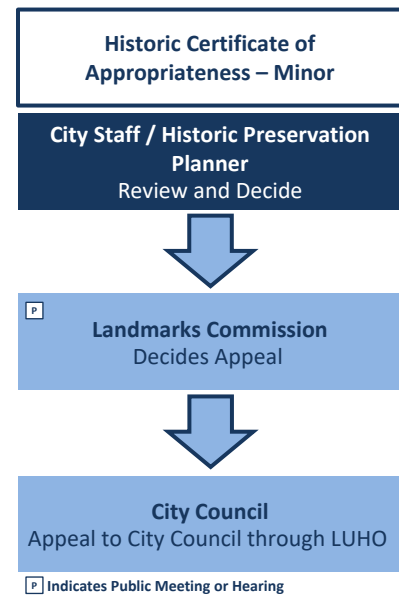 Historic Certificate of
Appropriateness – Minor
City Staff / Historic Preservation
Planner
Review and Decide
P
Landmarks Commission
Decides Appeal
City Council
Appeal to City Council through LUHO
P Indicates Public Meeting or Hearing